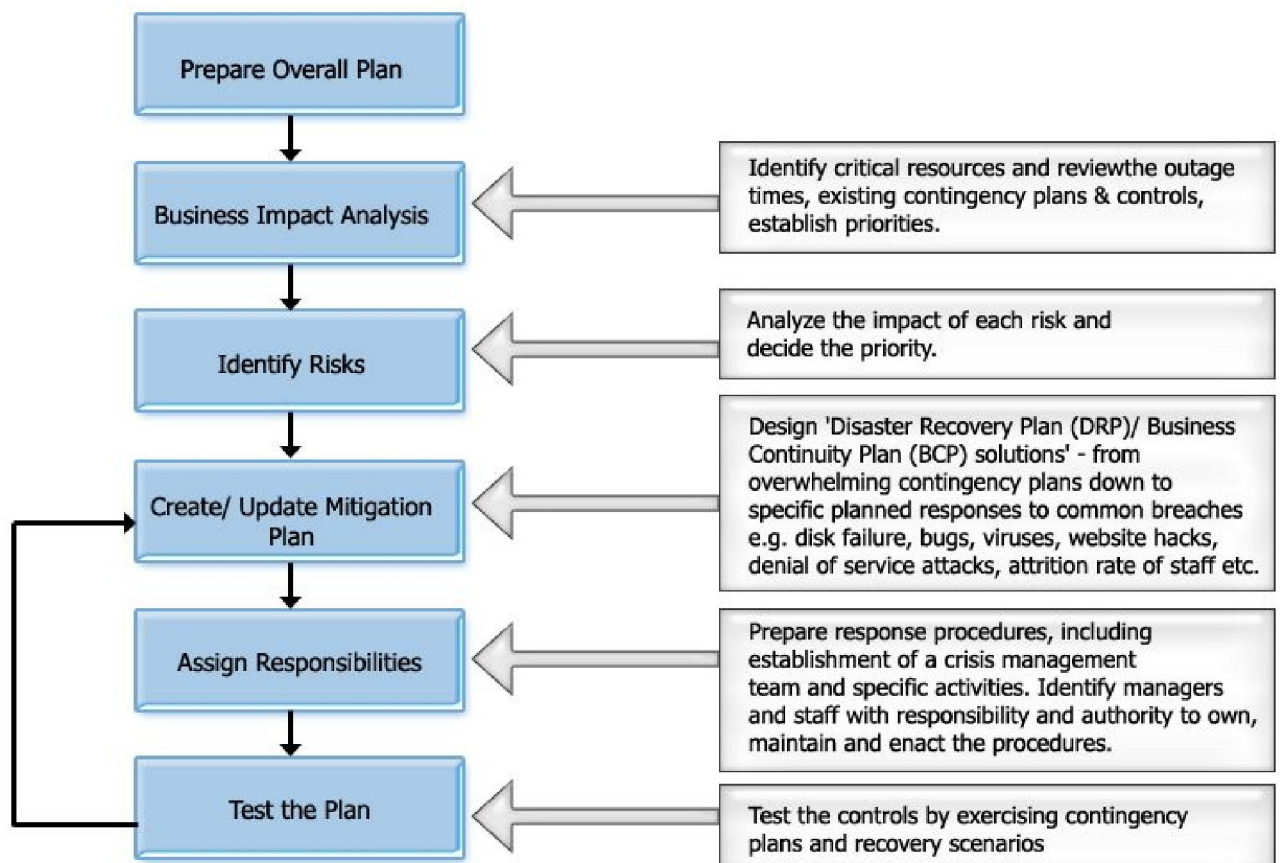 Prepare Overall Plan
Business Impact Analysis
Identify critical resources and reviewthe outage
times, existing contingency plans & controls,
establish priorities.
Identify Risks
Analyze the impact of each risk and
decide the priority.
Create/ Update Mitigation
Plan
Design 'Disaster Recovery Plan (DRP)/ Business
Continuity Plan (BCP) solutions' - from
overwhelming contingency plans down to
specific planned responses to common breaches
e.g. disk failure, bugs, viruses, website hacks,
denial of service attacks, attrition rate of staff etc.
Assign Responsibilities
Prepare response procedures, including
establishment of a crisis management
team and specific activities. Identify managers
and staff with responsibility and authority to own,
maintain and enact the procedures.
Test the Plan
Test the controls by exercising contingency
plans and recovery scenarios